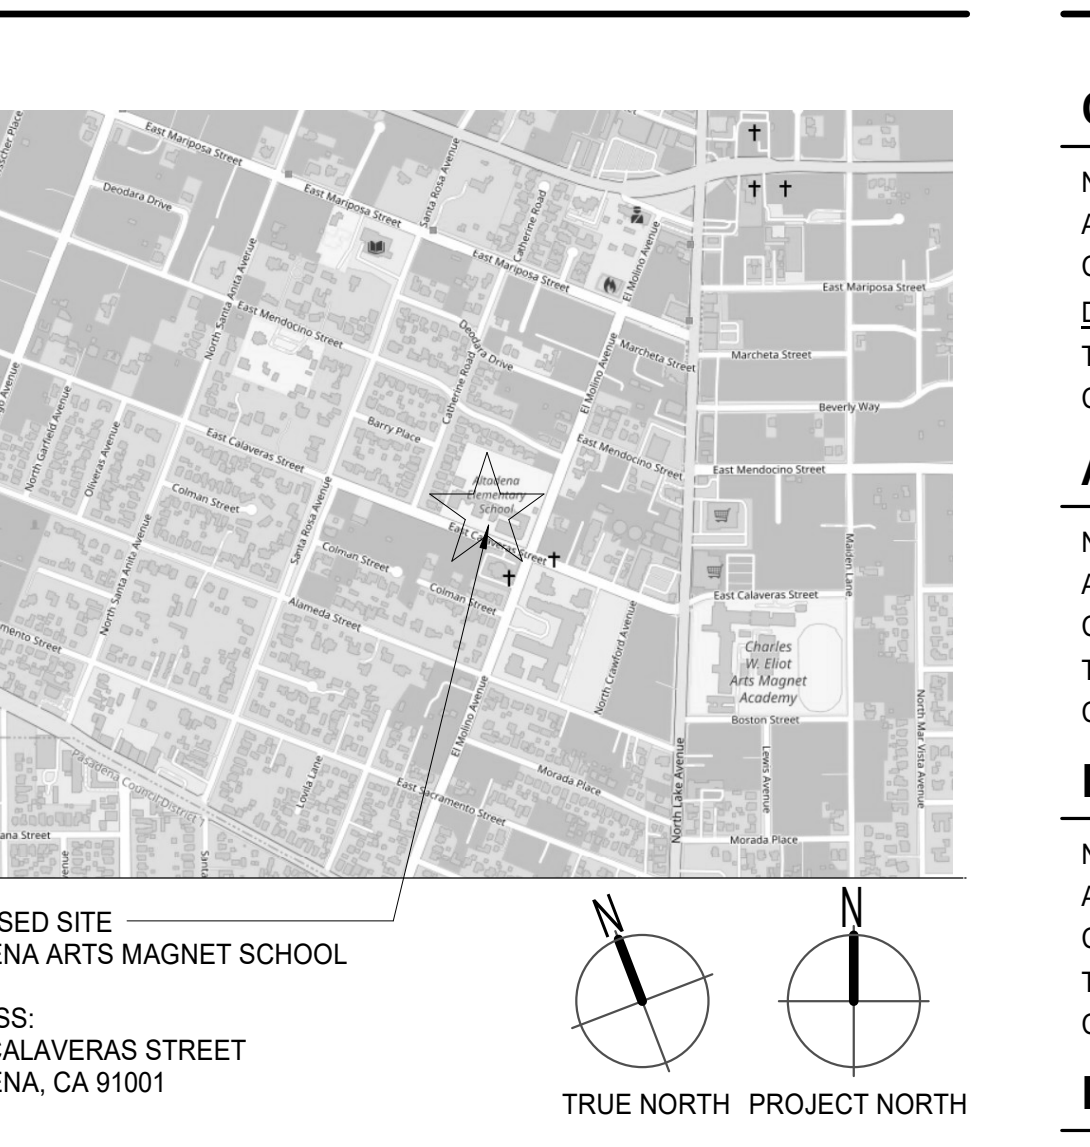 East Mariposa Street
Santa Rosa Avenue
Deodara Drive
East Mariposa Street
Catherine Road
El Molino Avenue
North Santa Anita Avenue
East Mariposa Street
East Mariposa Street
East Mendocino Street
Deodara Drive
Marcheta Street
Marcheta Street
El Molino Avenue
Catherine Road
Beverly Way
North Garfield Avenue
Oliveras Avenue
Barry Place
East Calaveras Street
East Mendocino Street
East Mendocino Street
Altadena
Elementary
School
Colman Street
Santa Rosa Avenue
East Calaveras Street
Colman Street
North Santa Anita Avenue
Maiden Lane
Colman Street
East Calaveras Street
Alameda Street
North Crawford Avenue
Charles
W. Eliot
Arts Magnet
Academy
El Molino Avenue
Boston Street
North Mar Vista Avenue
Pasadena Council District 1
Lovila Lane
Morada Place
North Lake Avenue
Lewis Avenue
East Sacramento Street
Morada Place
ana Street
Santa
SED SITE
ENA ARTS MAGNET SCHOOL
SS:
CALAVERAS STREET
ENA, CA 91001
N
N
TRUE NORTH
PROJECT NORTH